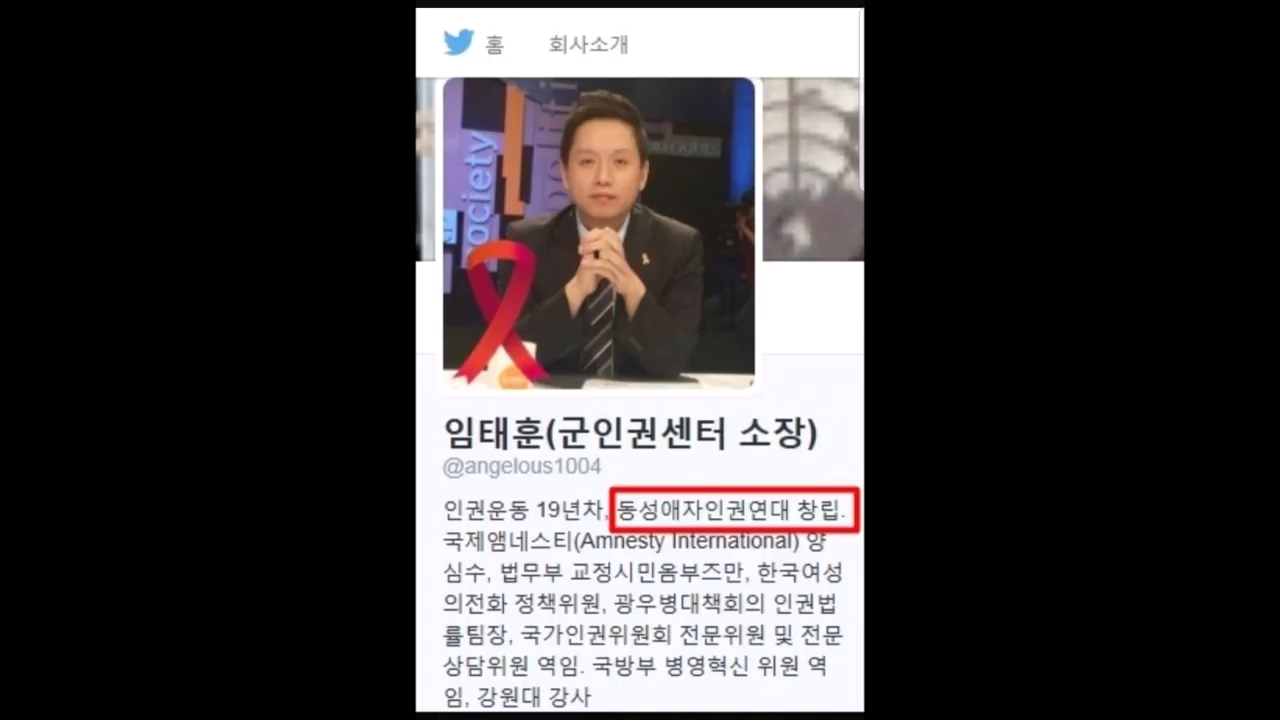 홈 회사소개
society
임태훈(군인권센터 소장)
@angelous1004
인권운동 19년차, 동성애자인권연대 창립.
국제앰네스티(Amnesty International) 양
심수, 법무부 교정시민옴부즈만, 한국여성
의전화 정책위원, 광우병대책회의 인권법
률팀장, 국가인권위원회 전문위원 및 전문
상담위원 역임. 국방부 병영혁신 위원 역
임, 강원대 강사